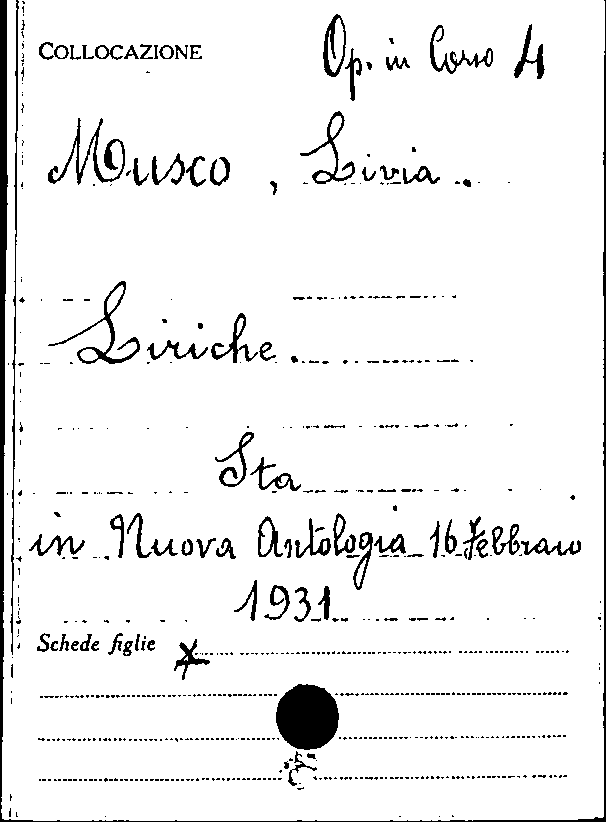 COLLOCAZIONE Op. in Corso 4
Musco, Livia.
Liriche.
Sta
in Nuova Antologia 16 Febbraio
1931
Schede figlie